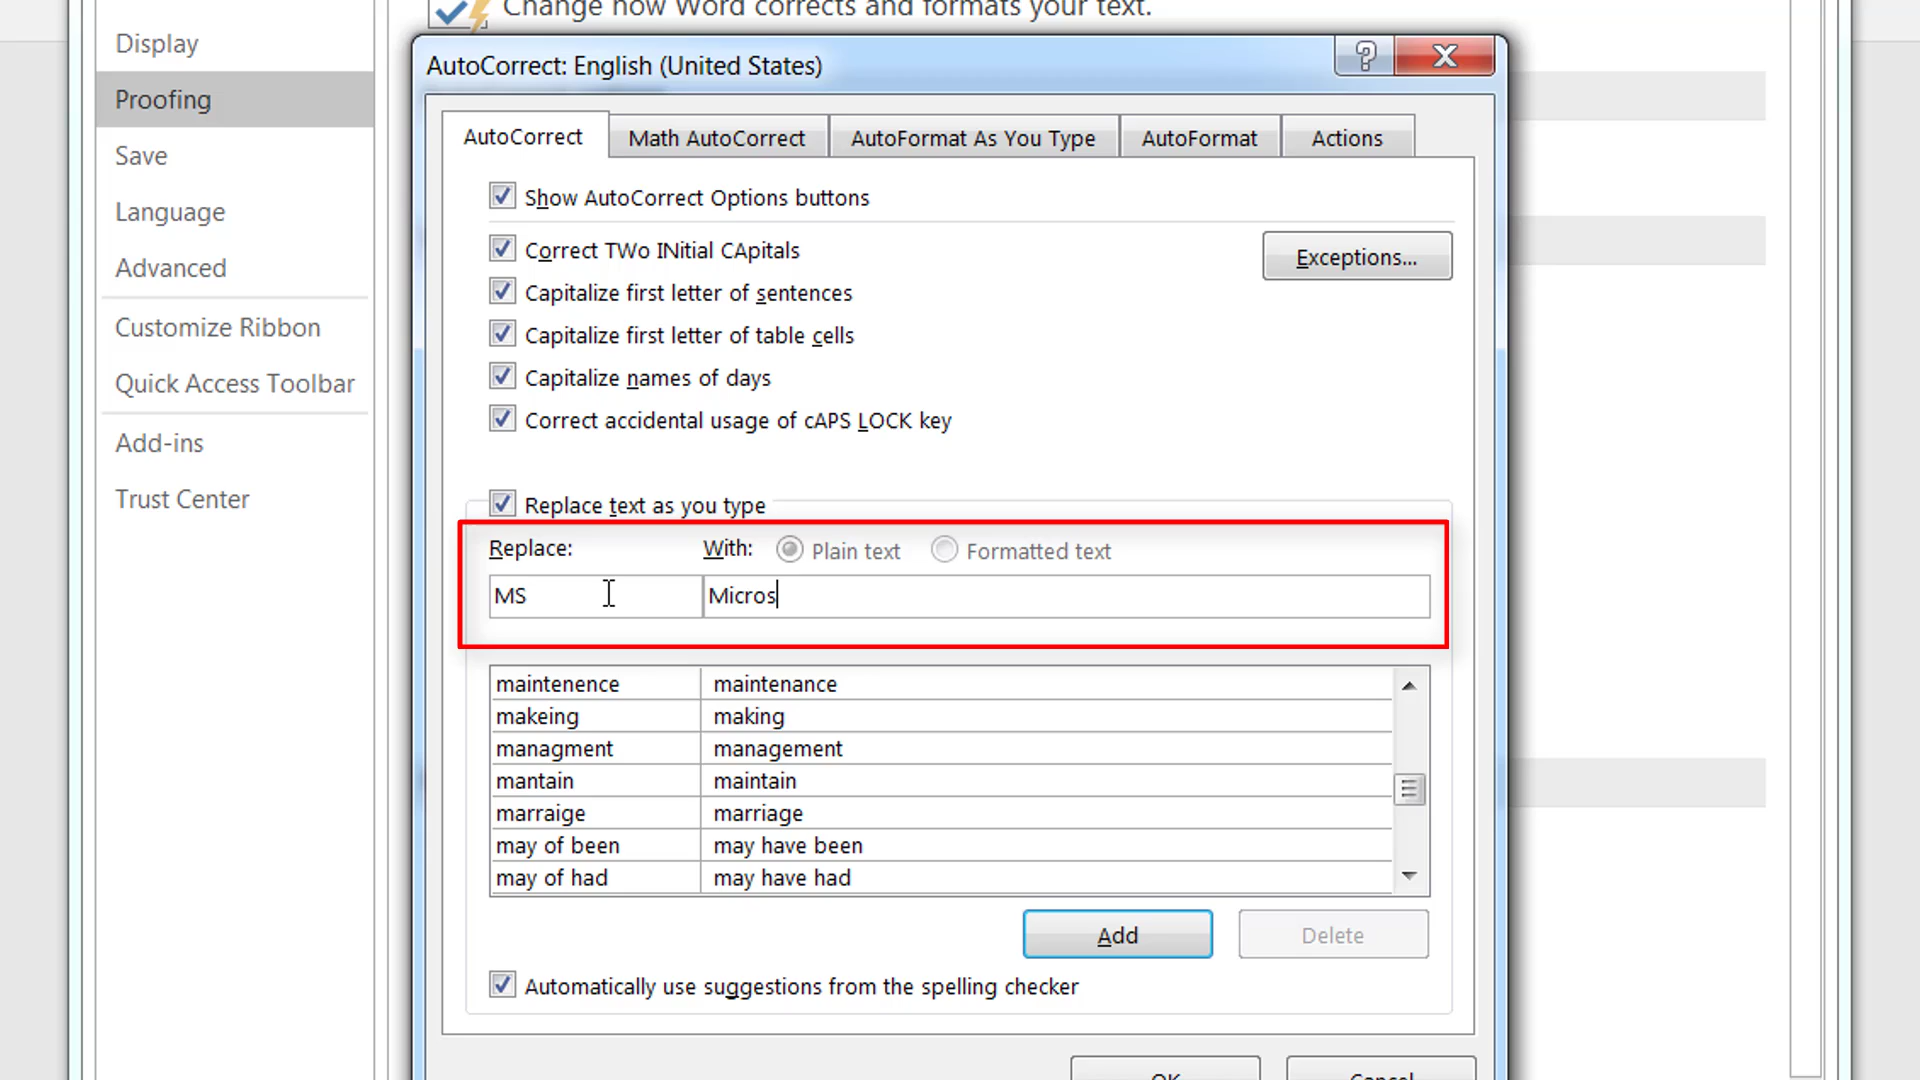 Change how Word corrects and formats your text.
Display
Proofing
Save
Language
Advanced
Customize Ribbon
Quick Access Toolbar
Add-ins
Trust Center
AutoCorrect: English (United States)
?
X
AutoCorrect Math AutoCorrect AutoFormat As You Type AutoFormat Actions
Show AutoCorrect Options buttons
Correct TWo INitial CApitals
Exceptions...
Capitalize first letter of sentences
Capitalize first letter of table cells
Capitalize names of days
Correct accidental usage of cAPS LOCK key
Replace text as you type
Replace: With: Plain text Formatted text
MS Micros
maintenence maintenance
makeing making
managment management
mantain maintain
marraige marriage
may of been may have been
may of had may have had
Add Delete
Automatically use suggestions from the spelling checker
OK Cancel